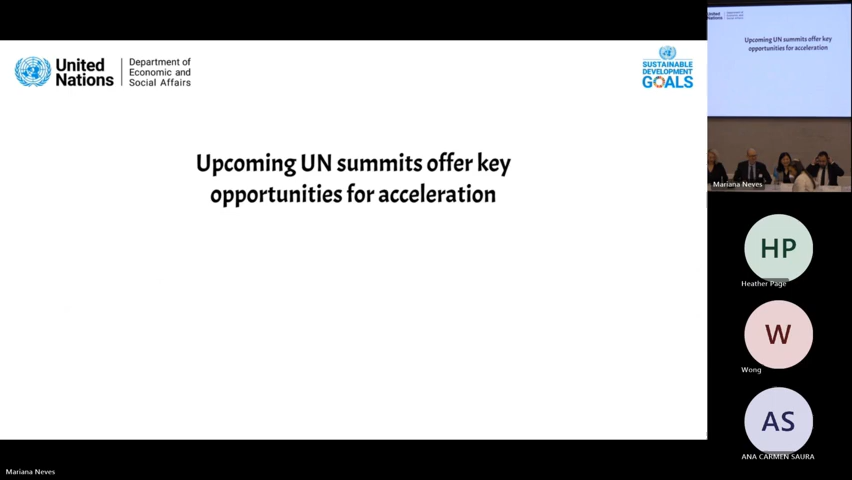 United
Nations
Department of
Economic and
Social Affairs
SUSTAINABLE
DEVELOPMENT
GOALS
Upcoming UN summits offer key
opportunities for acceleration
United
Nations
Upcoming UN summits offer key
opportunities for acceleration
Mariana Neves
HP
Heather Page
W
Wong
AS
ANA CARMEN SAURA
Mariana Neves